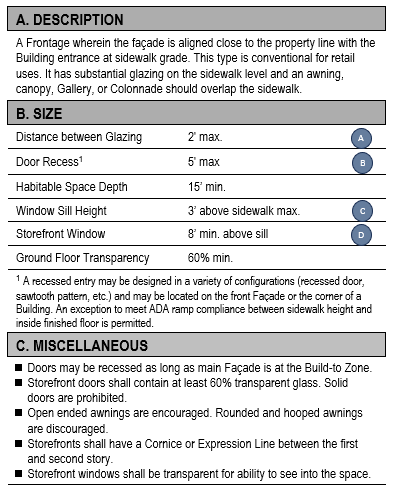 A. DESCRIPTION
A Frontage wherein the façade is aligned close to the property line with the
Building entrance at sidewalk grade. This type is conventional for retail
uses. It has substantial glazing on the sidewalk level and an awning,
canopy, Gallery, or Colonnade should overlap the sidewalk.
B. SIZE
Distance between Glazing 2' max. A
Door Recess¹ 5' max B
Habitable Space Depth 15' min.
Window Sill Height 3' above sidewalk max. C
Storefront Window 8' min. above sill D
Ground Floor Transparency 60% min.
¹ A recessed entry may be designed in a variety of configurations (recessed door,
sawtooth pattern, etc.) and may be located on the front Façade or the corner of a
Building. An exception to meet ADA ramp compliance between sidewalk height and
inside finished floor is permitted.
C. MISCELLANEOUS
■ Doors may be recessed as long as main Façade is at the Build-to Zone.
■ Storefront doors shall contain at least 60% transparent glass. Solid
doors are prohibited.
■ Open ended awnings are encouraged. Rounded and hooped awnings
are discouraged.
■ Storefronts shall have a Cornice or Expression Line between the first
and second story.
■ Storefront windows shall be transparent for ability to see into the space.